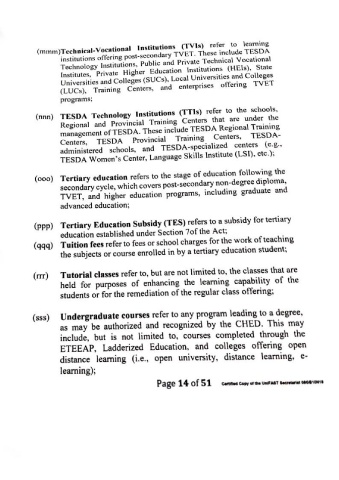 (mmm)Technical-Vocational Institutions (TVIs) refer to learning
institutions offering post-secondary TVET. These include TESDA
Technology Institutions, Public and Private Technical Vocational
Institutes, Private Higher Education Institutions (HEIs), State
Universities and Colleges (SUCs), Local Universities and Colleges
(LUCs), Training Centers, and enterprises offering TVET
programs;
(nnn) TESDA Technology Institutions (TTIs) refer to the schools,
Regional and Provincial Training Centers that are under the
management of TESDA. These include TESDA Regional Training
Centers, TESDA Provincial Training Centers, TESDA-
administered schools, and TESDA-specialized centers (e.g.,
TESDA Women's Center, Language Skills Institute (LSI), etc.);
(ooo) Tertiary education refers to the stage of education following the
secondary cycle, which covers post-secondary non-degree diploma,
TVET, and higher education programs, including graduate and
advanced education;
(ppp) Tertiary Education Subsidy (TES) refers to a subsidy for tertiary
education established under Section 7of the Act;
(qqq) Tuition fees refer to fees or school charges for the work of teaching
the subjects or course enrolled in by a tertiary education student;
(rrr) Tutorial classes refer to, but are not limited to, the classes that are
held for purposes of enhancing the learning capability of the
students or for the remediation of the regular class offering;
(sss) Undergraduate courses refer to any program leading to a degree,
as may be authorized and recognized by the CHED. This may
include, but is not limited to, courses completed through the
ETEEAP, Ladderized Education, and colleges offering open
distance learning (i.e., open university, distance learning, e-
learning);
Page 14 of 51 Certified Copy of the UniFAST Secretariat